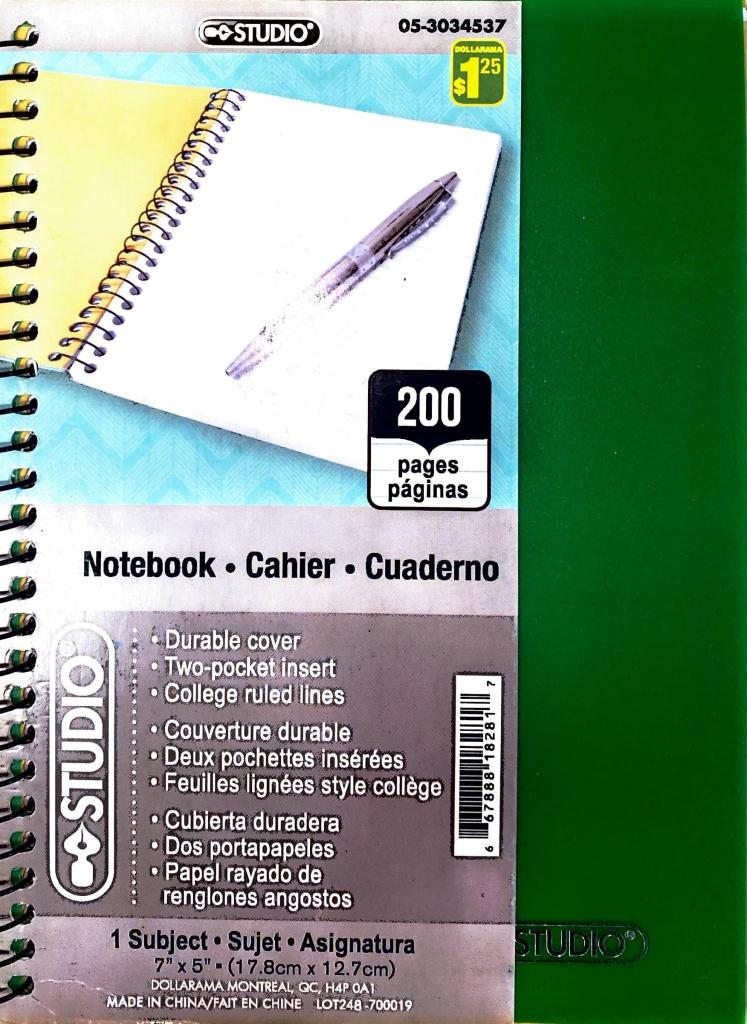 STUDIO®
05-3034537
DOLLARAMA
$1.25
200
pages
páginas
Notebook • Cahier • Cuaderno
STUDIO®
• Durable cover
• Two-pocket insert
• College ruled lines
• Couverture durable
• Deux pochettes insérées
• Feuilles lignées style collège
• Cubierta duradera
• Dos portapapeles
• Papel rayado de
renglones angostos
6 67888 18281 7
1 Subject • Sujet • Asignatura
7" x 5" - (17.8cm x 12.7cm)
DOLLARAMA MONTREAL, QC, H4P 0A1
MADE IN CHINA/FAIT EN CHINE LOT248-700019
STUDIO®